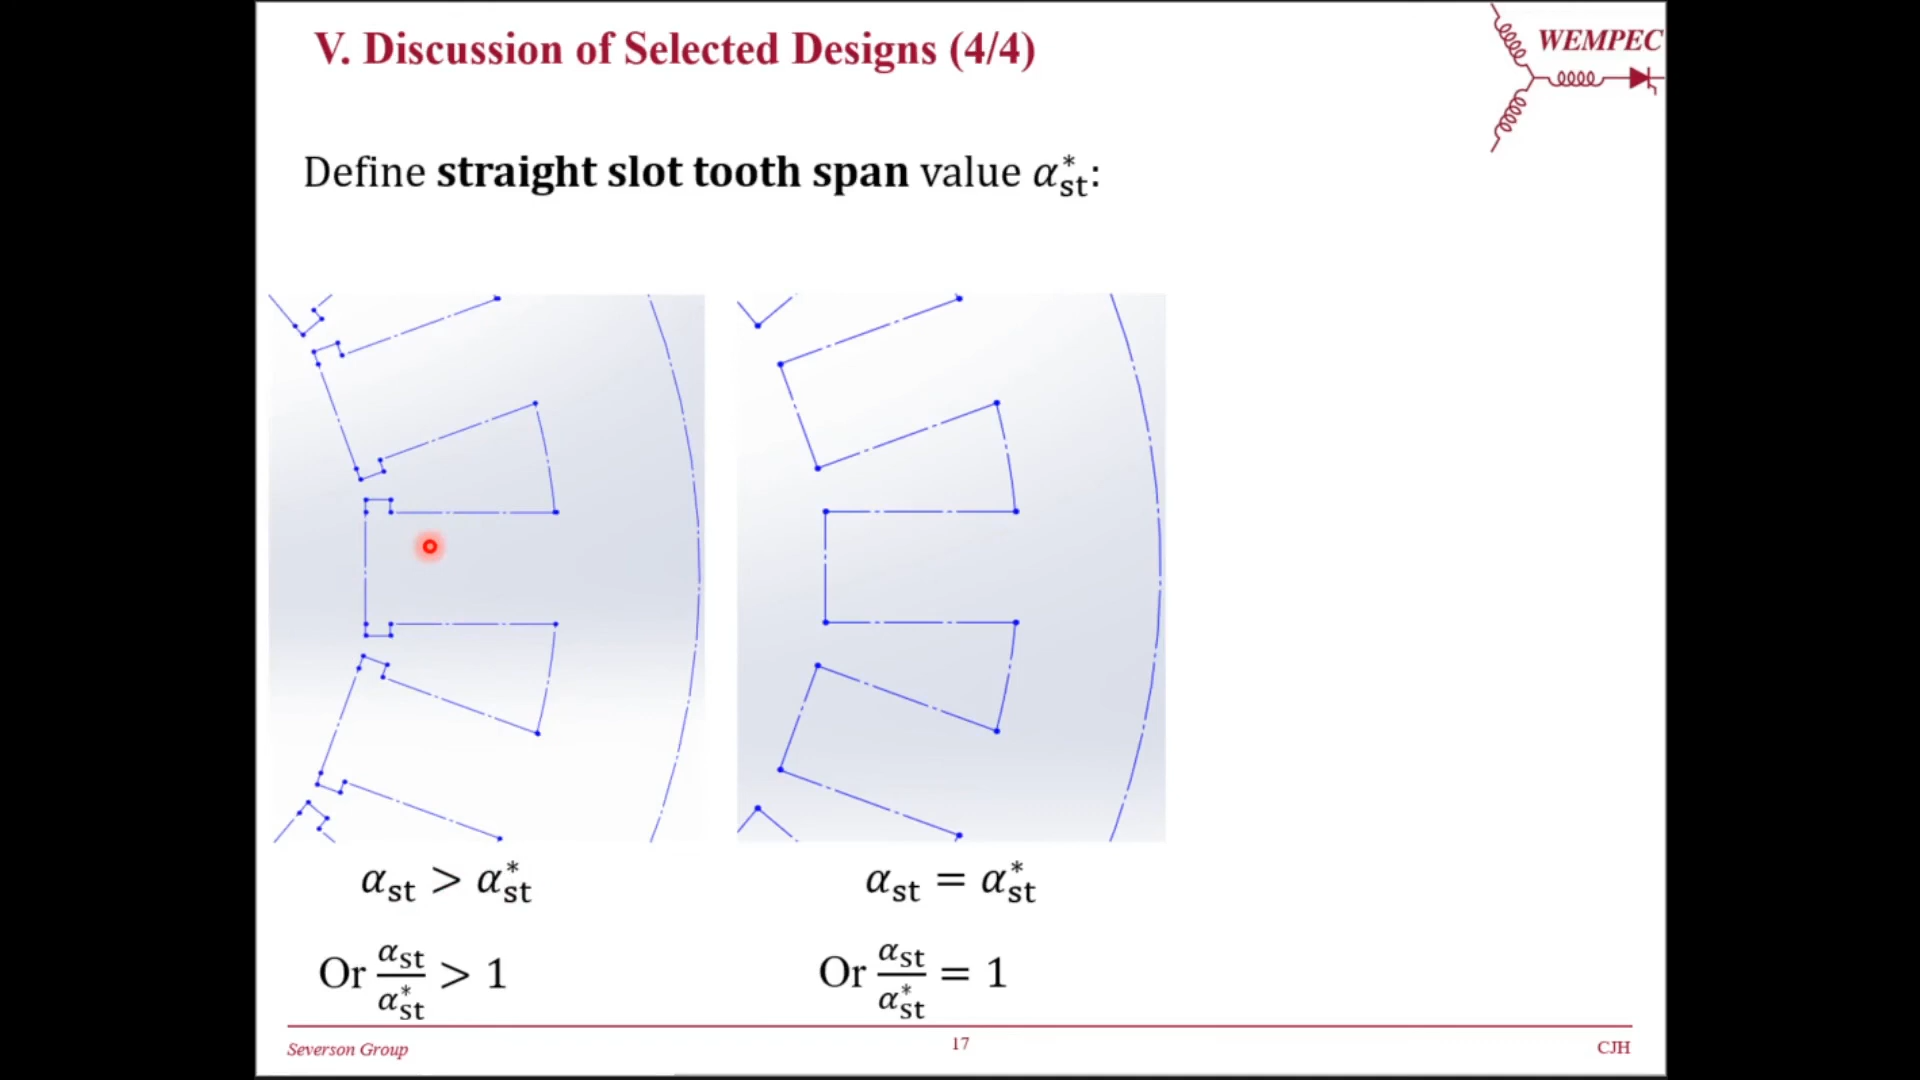 V. Discussion of Selected Designs (4/4)
WEMPEC
Define straight slot tooth span value α*st:
αst > α*st
αst = α*st
Or αst/α*st > 1
Or αst/α*st = 1
Severson Group
17
CJH